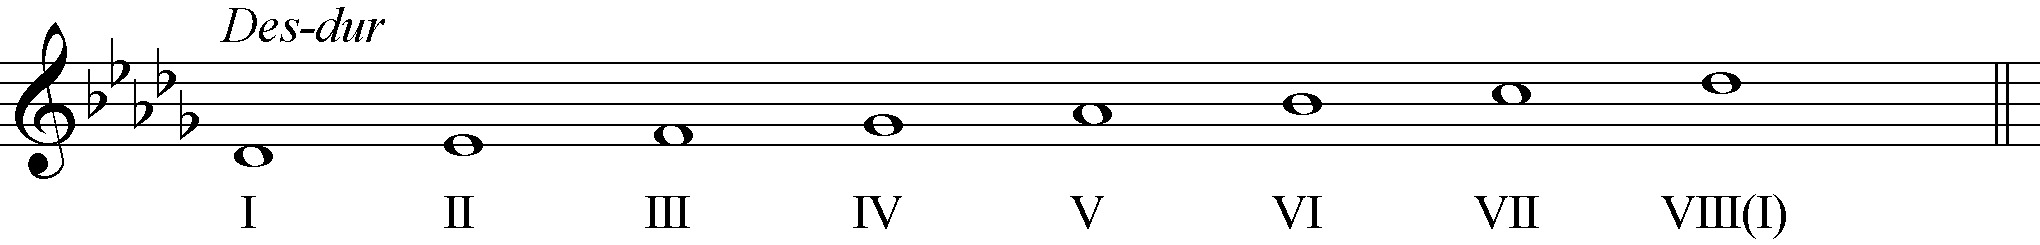 Des-dur
I II III IV V VI VII VIII(I)